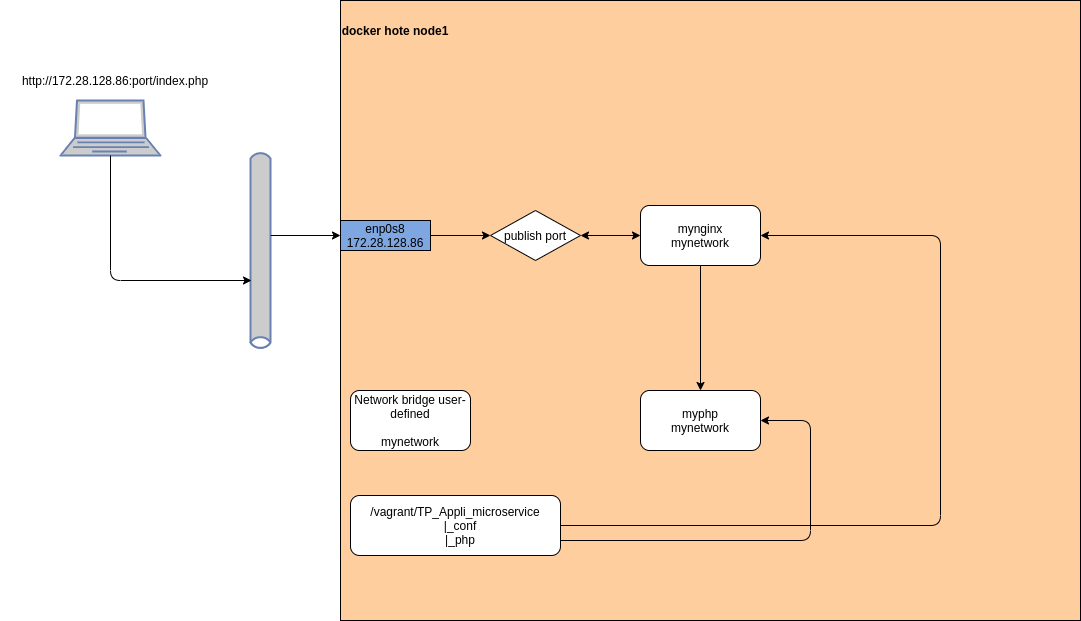 docker hote node1
http://172.28.128.86:port/index.php
enp0s8
172.28.128.86
publish port
mynginx
mynetwork
Network bridge user-
defined
mynetwork
myphp
mynetwork
/vagrant/TP_Appli_microservice
|_conf
|_php